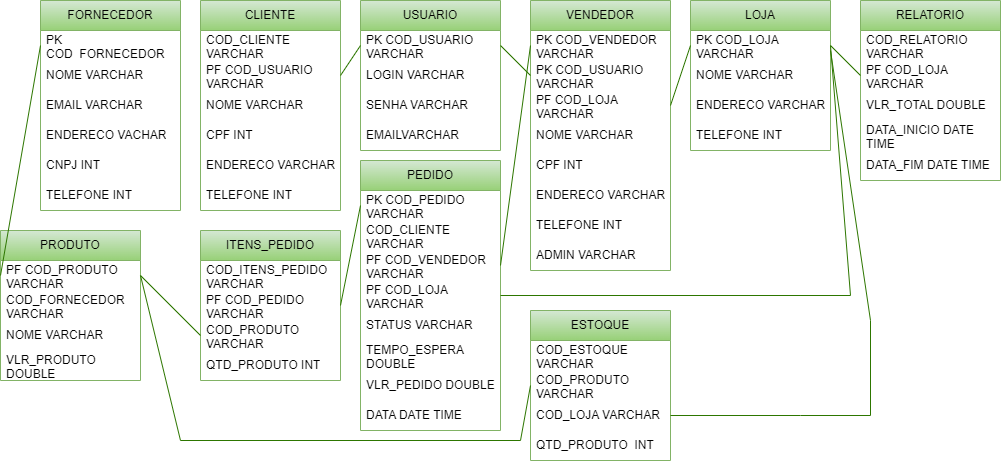 FORNECEDOR
PK
COD_FORNECEDOR
NOME VARCHAR
EMAIL VARCHAR
ENDERECO VACHAR
CNPJ INT
TELEFONE INT
CLIENTE
COD_CLIENTE
VARCHAR
PF COD_USUARIO
VARCHAR
NOME VARCHAR
CPF INT
ENDERECO VARCHAR
TELEFONE INT
USUARIO
PK COD_USUARIO
VARCHAR
LOGIN VARCHAR
SENHA VARCHAR
EMAILVARCHAR
VENDEDOR
PK COD_VENDEDOR
VARCHAR
PK COD_USUARIO
VARCHAR
PF COD_LOJA
VARCHAR
NOME VARCHAR
CPF INT
ENDERECO VARCHAR
TELEFONE INT
ADMIN VARCHAR
LOJA
PK COD_LOJA
VARCHAR
NOME VARCHAR
ENDERECO VARCHAR
TELEFONE INT
RELATORIO
COD_RELATORIO
VARCHAR
PF COD_LOJA
VARCHAR
VLR_TOTAL DOUBLE
DATA_INICIO DATE
TIME
DATA_FIM DATE TIME
PRODUTO
PF COD_PRODUTO
VARCHAR
COD_FORNECEDOR
VARCHAR
NOME VARCHAR
VLR_PRODUTO
DOUBLE
ITENS_PEDIDO
COD_ITENS_PEDIDO
VARCHAR
PF COD_PEDIDO
VARCHAR
COD_PRODUTO
VARCHAR
QTD_PRODUTO INT
PEDIDO
PK COD_PEDIDO
VARCHAR
COD_CLIENTE
VARCHAR
PF COD_VENDEDOR
VARCHAR
PF COD_LOJA
VARCHAR
STATUS VARCHAR
TEMPO_ESPERA
DOUBLE
VLR_PEDIDO DOUBLE
DATA DATE TIME
ESTOQUE
COD_ESTOQUE
VARCHAR
COD_PRODUTO
VARCHAR
COD_LOJA VARCHAR
QTD_PRODUTO INT